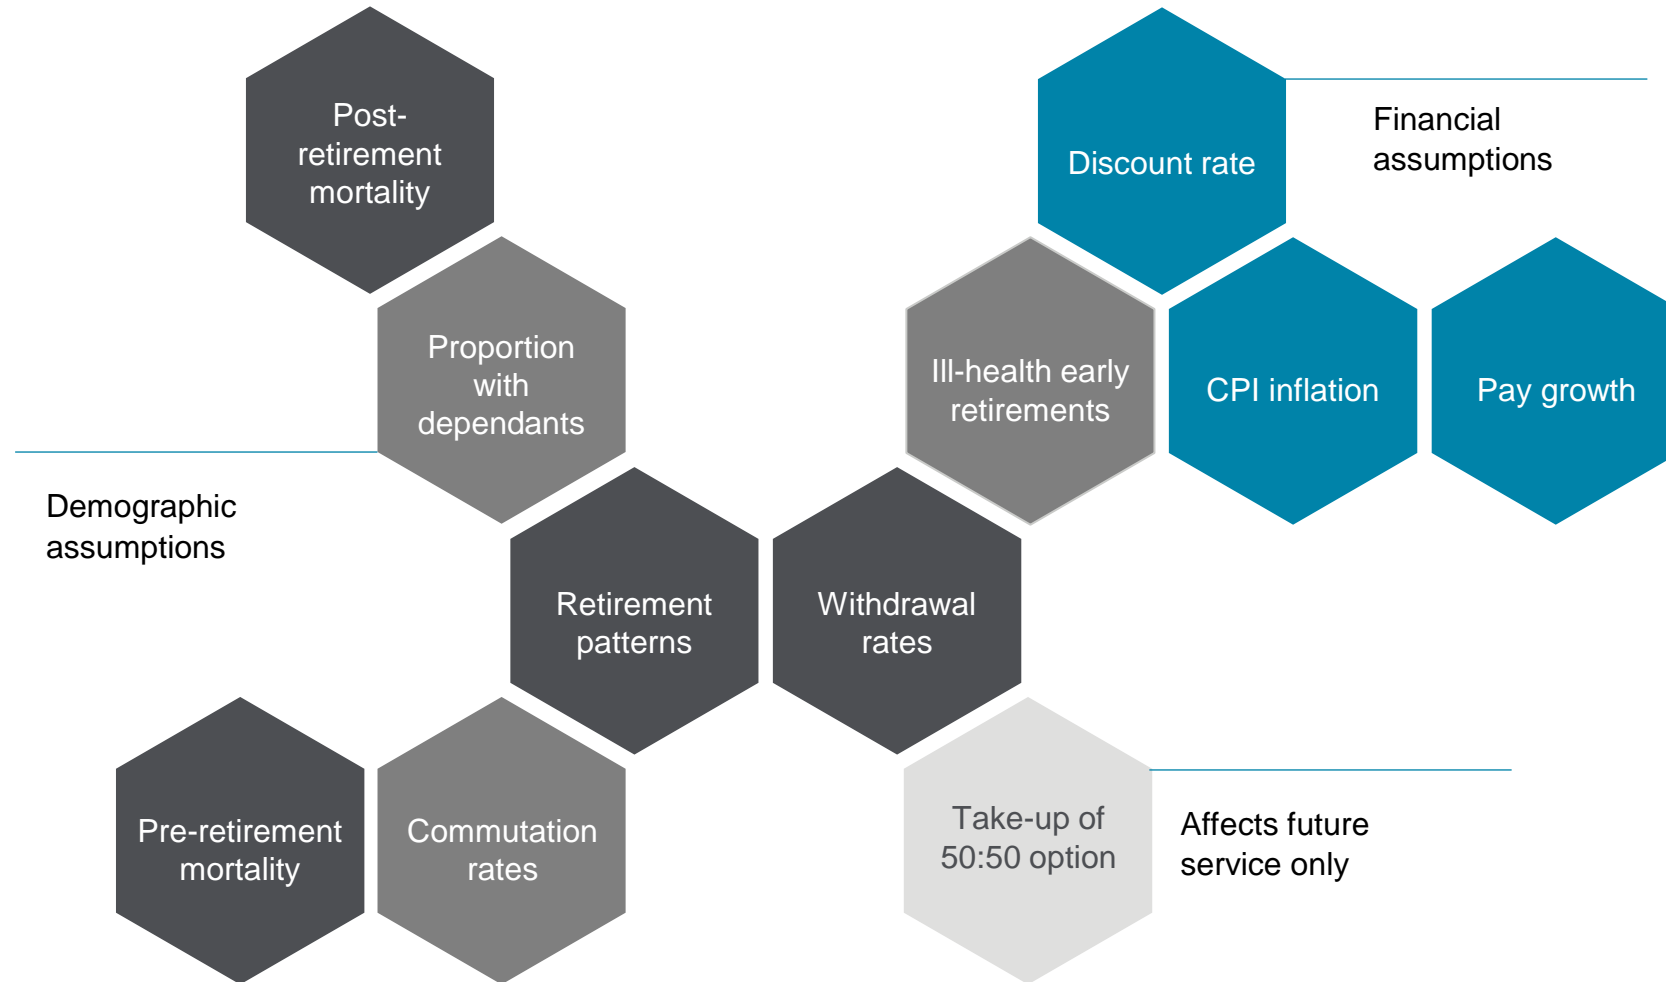 Post-
retirement
mortality
Discount rate
Financial
assumptions
Proportion
with
dependants
Ill-health early
retirements
CPI inflation
Pay growth
Demographic
assumptions
Retirement
patterns
Withdrawal
rates
Pre-retirement
mortality
Commutation
rates
Take-up of
50:50 option
Affects future
service only